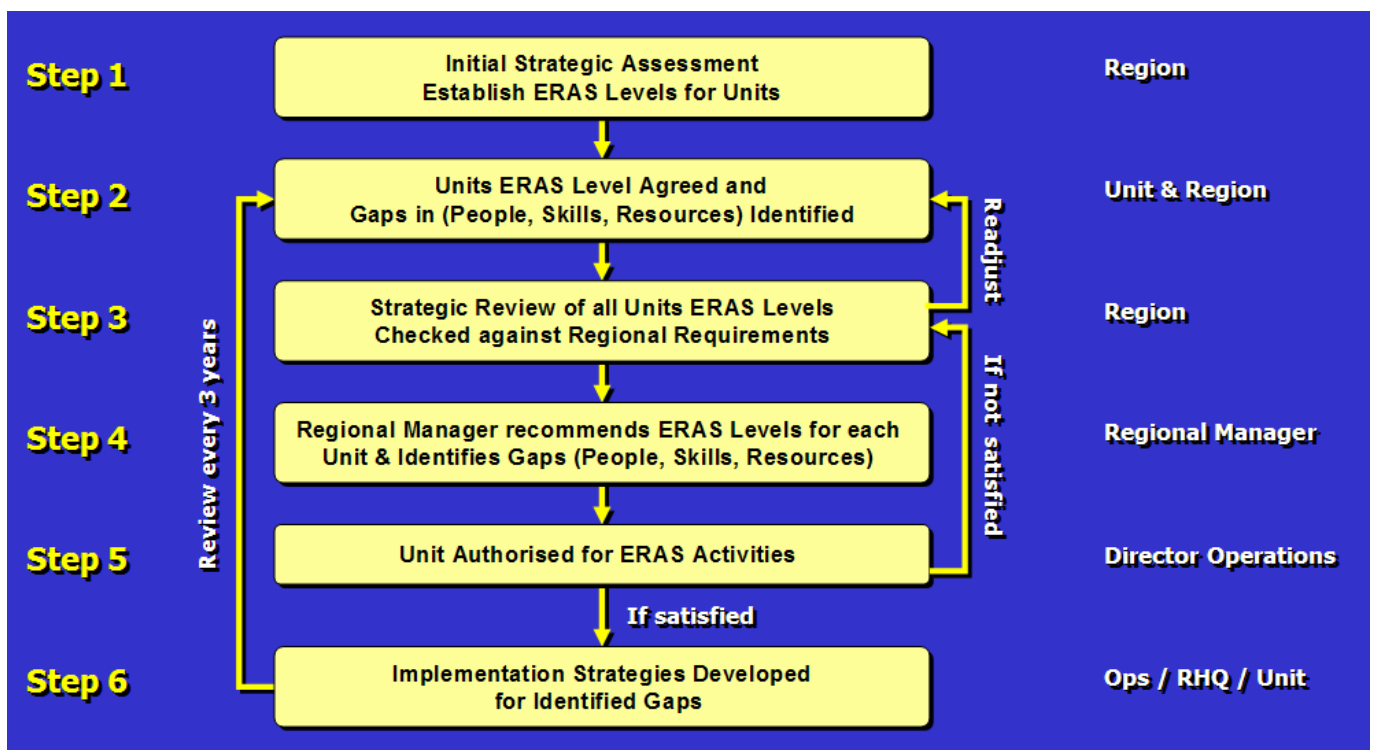 Step 1
Initial Strategic Assessment
Establish ERAS Levels for Units
Region
Step 2
Units ERAS Level Agreed and
Gaps in (People, Skills, Resources) Identified
Unit & Region
Readjust
Step 3
Strategic Review of all Units ERAS Levels
Checked against Regional Requirements
Region
Review every 3 years
If not satisfied
Step 4
Regional Manager recommends ERAS Levels for each
Unit & Identifies Gaps (People, Skills, Resources)
Regional Manager
Step 5
Unit Authorised for ERAS Activities
Director Operations
If satisfied
Step 6
Implementation Strategies Developed
for Identified Gaps
Ops / RHQ / Unit